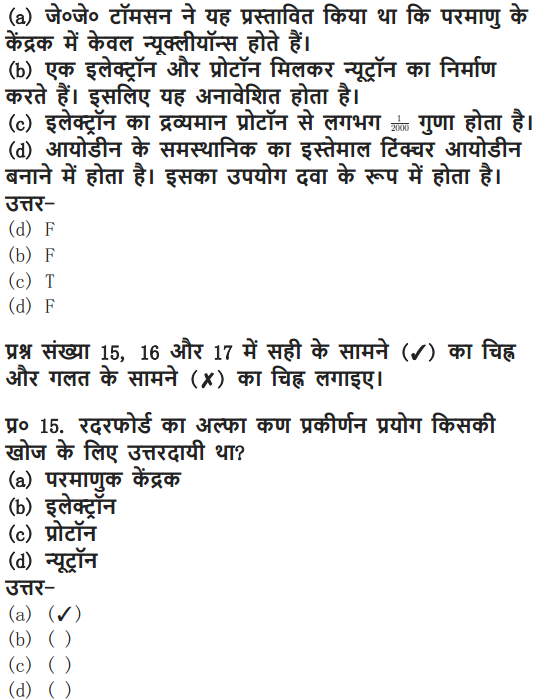 (a) जे०जे० टॉमसन ने यह प्रस्तावित किया था कि परमाणु के
केंद्रक में केवल न्यूक्लीयॉन्स होते हैं।
(b) एक इलेक्ट्रॉन और प्रोटॉन मिलकर न्यूट्रॉन का निर्माण
करते हैं। इसलिए यह अनावेशित होता है।
(c) इलेक्ट्रॉन का द्रव्यमान प्रोटॉन से लगभग 1/2000 गुणा होता है।
(d) आयोडीन के समस्थानिक का इस्तेमाल टिंक्चर आयोडीन
बनाने में होता है। इसका उपयोग दवा के रूप में होता है।
उत्तर-
(d) F
(b) F
(c) T
(d) F
प्रश्न संख्या 15, 16 और 17 में सही के सामने (✓) का चिह्न
और गलत के सामने (✗) का चिह्न लगाइए।
प्र० 15. रदरफोर्ड का अल्फा कण प्रकीर्णन प्रयोग किसकी
खोज के लिए उत्तरदायी था?
(a) परमाणुक केंद्रक
(b) इलेक्ट्रॉन
(c) प्रोटॉन
(d) न्यूट्रॉन
उत्तर-
(a) (✓)
(b) ( )
(c) ( )
(d) ( )